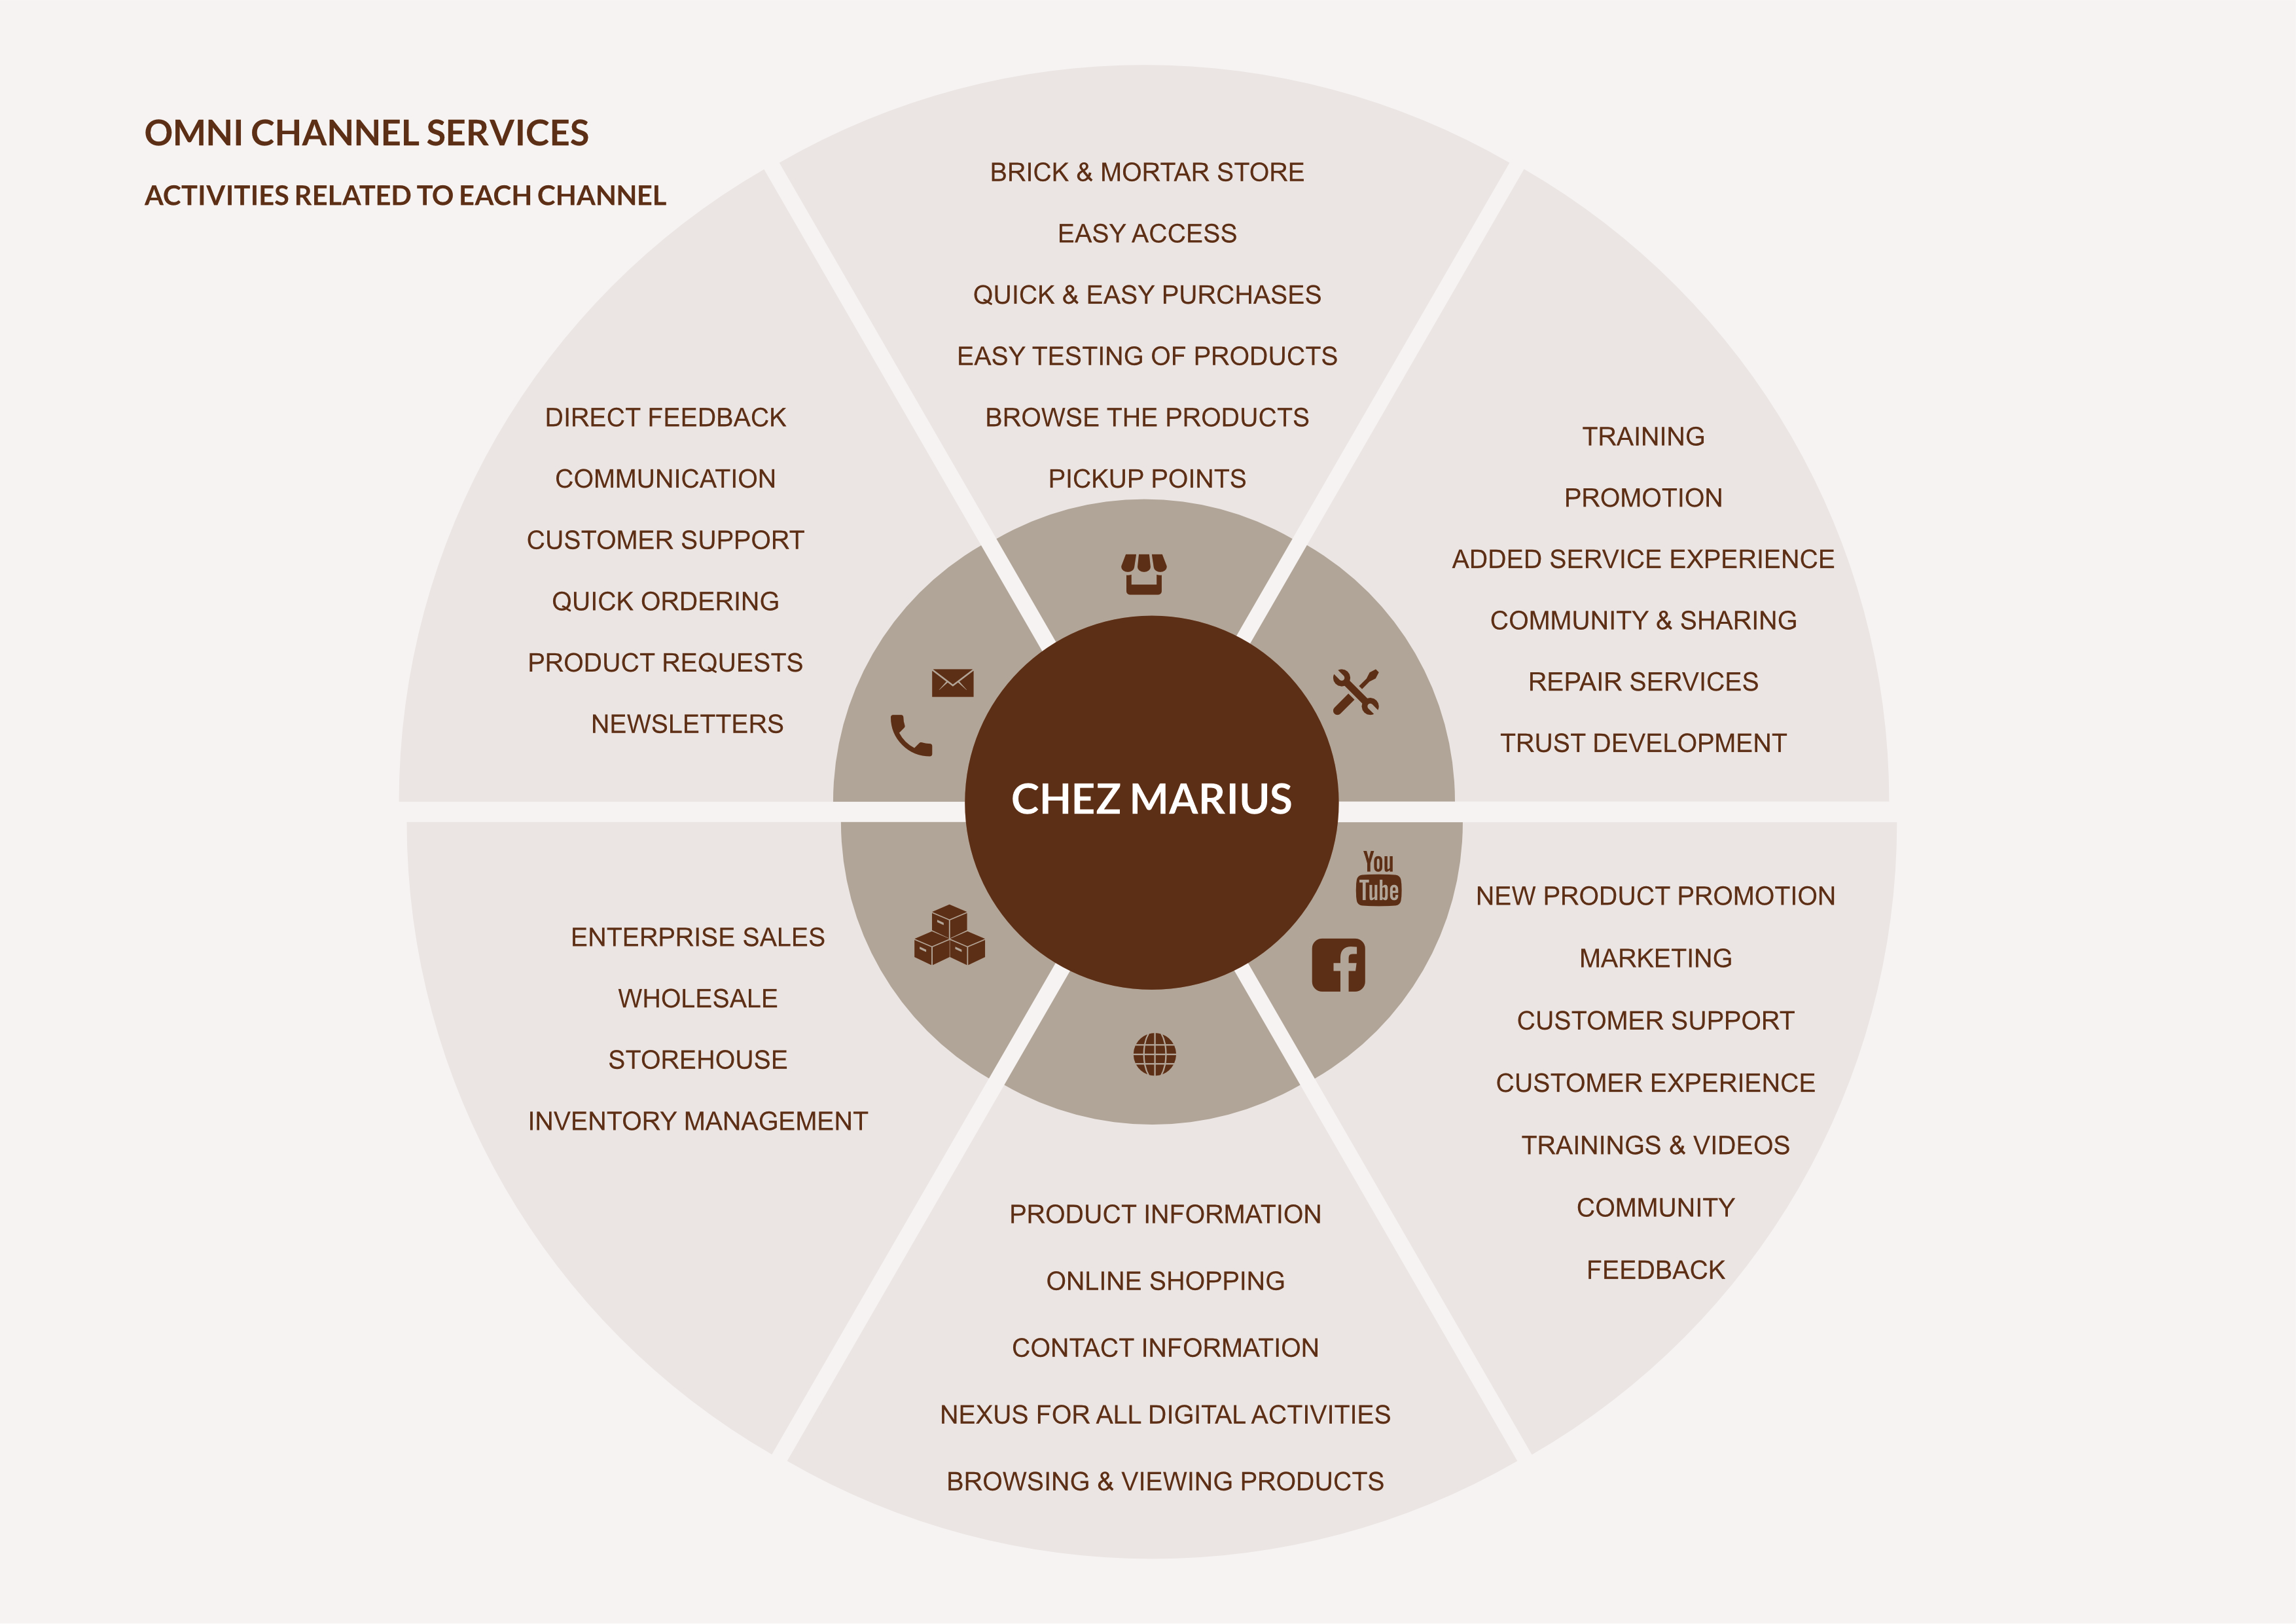 OMNI CHANNEL SERVICES
ACTIVITIES RELATED TO EACH CHANNEL
BRICK & MORTAR STORE
EASY ACCESS
QUICK & EASY PURCHASES
EASY TESTING OF PRODUCTS
BROWSE THE PRODUCTS
PICKUP POINTS
DIRECT FEEDBACK
COMMUNICATION
CUSTOMER SUPPORT
QUICK ORDERING
PRODUCT REQUESTS
NEWSLETTERS
TRAINING
PROMOTION
ADDED SERVICE EXPERIENCE
COMMUNITY & SHARING
REPAIR SERVICES
TRUST DEVELOPMENT
CHEZ MARIUS
You
Tube
f
ENTERPRISE SALES
WHOLESALE
STOREHOUSE
INVENTORY MANAGEMENT
NEW PRODUCT PROMOTION
MARKETING
CUSTOMER SUPPORT
CUSTOMER EXPERIENCE
TRAININGS & VIDEOS
COMMUNITY
FEEDBACK
PRODUCT INFORMATION
ONLINE SHOPPING
CONTACT INFORMATION
NEXUS FOR ALL DIGITAL ACTIVITIES
BROWSING & VIEWING PRODUCTS